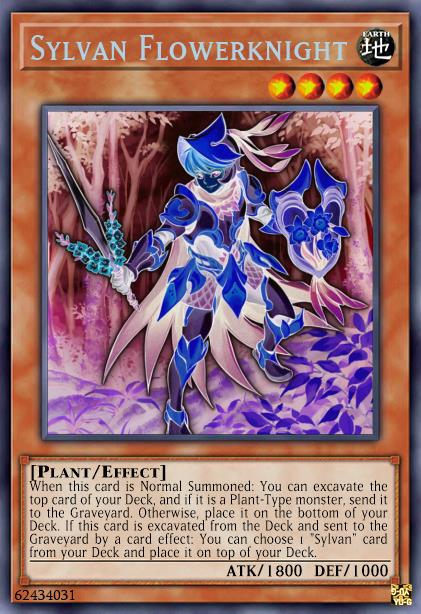 Sylvan Flowerknight
EARTH
地
[Plant/Effect]
When this card is Normal Summoned: You can excavate the
top card of your Deck, and if it is a Plant-Type monster, send it
to the Graveyard. Otherwise, place it on the bottom of your
Deck. If this card is excavated from the Deck and sent to the
Graveyard by a card effect: You can choose 1 "Sylvan" card
from your Deck and place it on top of your Deck.
ATK/1800 DEF/1000
62434031